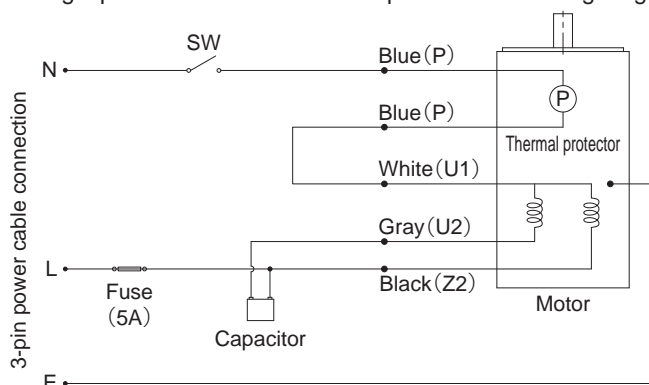 SW
N
Blue(P)
P
Blue(P)
Thermal protector
White(U1)
Gray(U2)
L
Black(Z2)
Fuse
(5A)
Capacitor
Motor
3-pin power cable connection